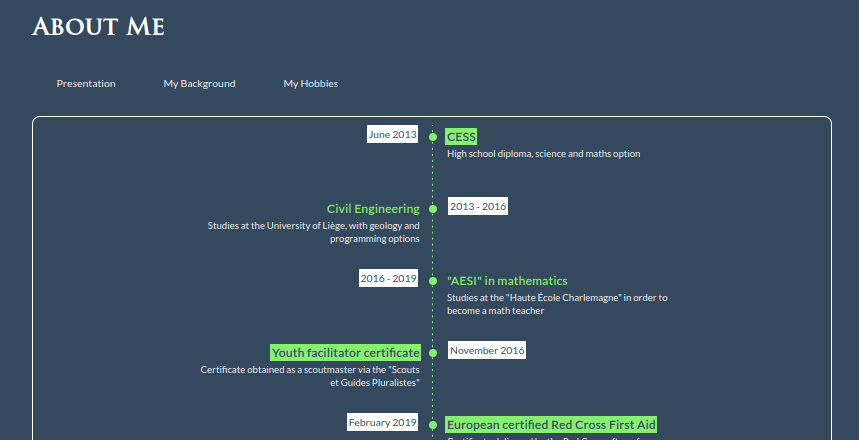 About Me
Presentation
My Background
My Hobbies
June 2013
CESS
High school diploma, science and maths option
Civil Engineering
2013 - 2016
Studies at the University of Liège, with geology and
programming options
2016 - 2019
"AESI" in mathematics
Studies at the "Haute École Charlemagne" in order to
become a math teacher
Youth facilitator certificate
November 2016
Certificate obtained as a scoutmaster via the "Scouts
et Guides Pluralistes"
February 2019
European certified Red Cross First Aid